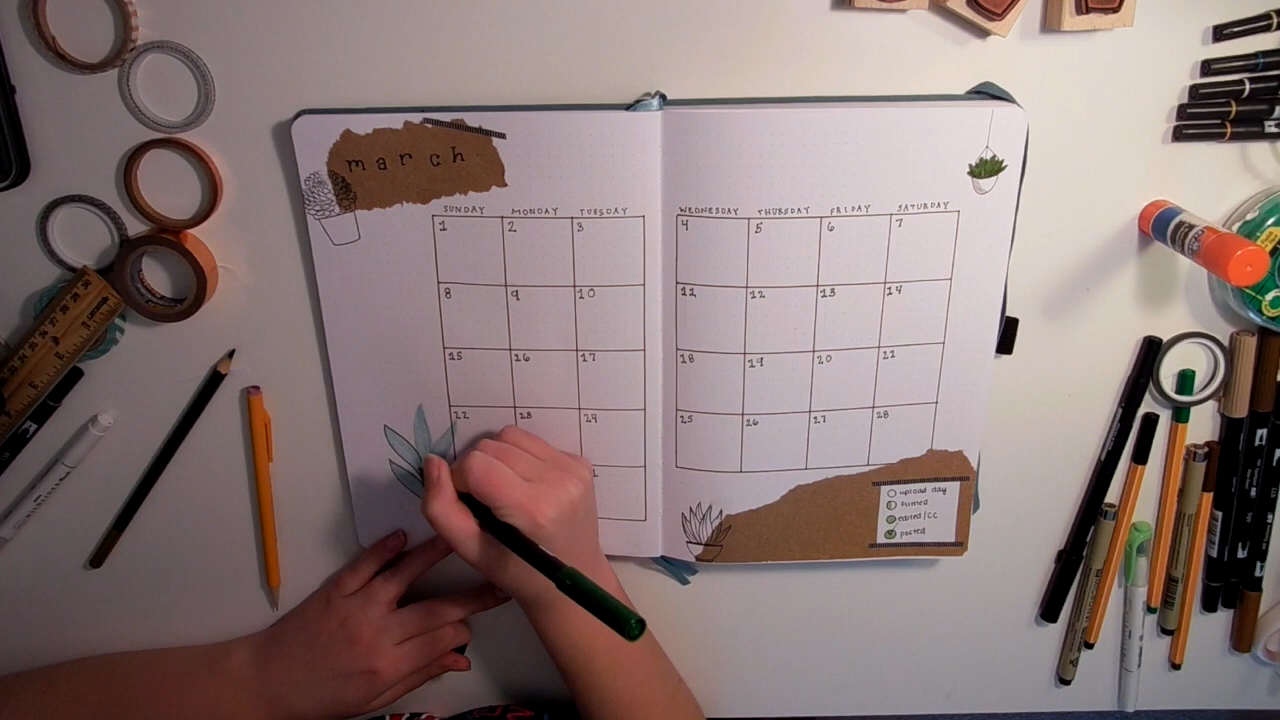 march
SUNDAY MONDAY TUESDAY WEDNESDAY THURSDAY FRIDAY SATURDAY
1 2 3 4 5 6 7
8 9 10 11 12 13 14
15 16 17 18 19 20 21
22 23 24 25 26 27 28
upload day
filmed
edited/CC
posted